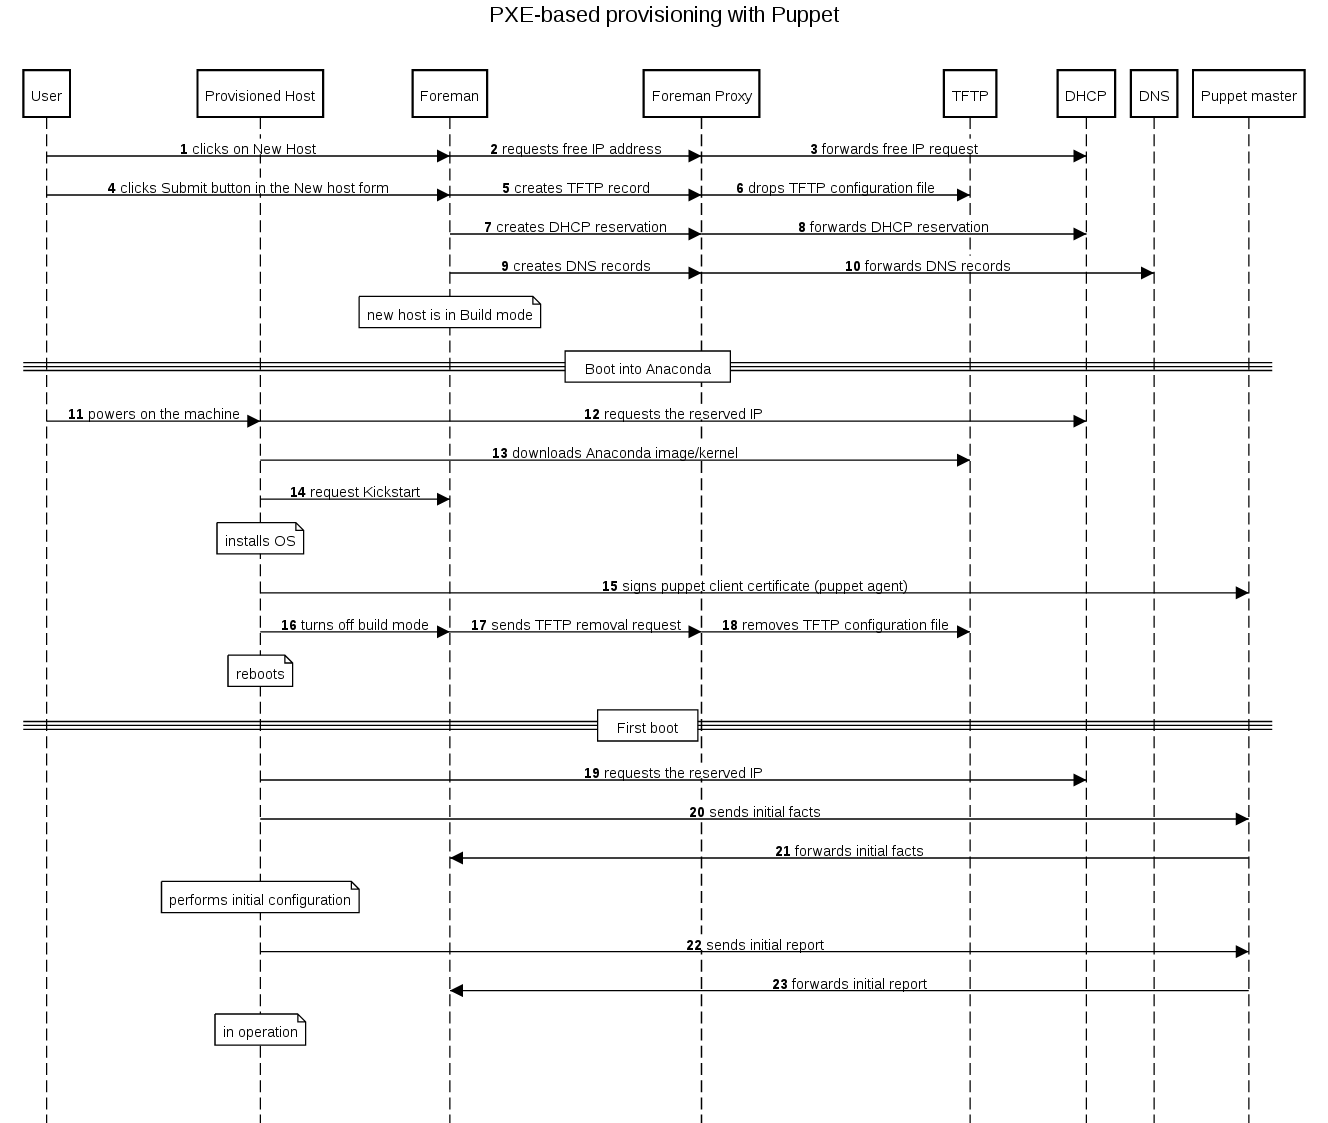 PXE-based provisioning with Puppet
User
Provisioned Host
Foreman
Foreman Proxy
TFTP
DHCP
DNS
Puppet master
1 clicks on New Host
2 requests free IP address
3 forwards free IP request
4 clicks Submit button in the New host form
5 creates TFTP record
6 drops TFTP configuration file
7 creates DHCP reservation
8 forwards DHCP reservation
9 creates DNS records
10 forwards DNS records
new host is in Build mode
Boot into Anaconda
11 powers on the machine
12 requests the reserved IP
13 downloads Anaconda image/kernel
14 request Kickstart
installs OS
15 signs puppet client certificate (puppet agent)
16 turns off build mode
17 sends TFTP removal request
18 removes TFTP configuration file
reboots
First boot
19 requests the reserved IP
20 sends initial facts
21 forwards initial facts
performs initial configuration
22 sends initial report
23 forwards initial report
in operation